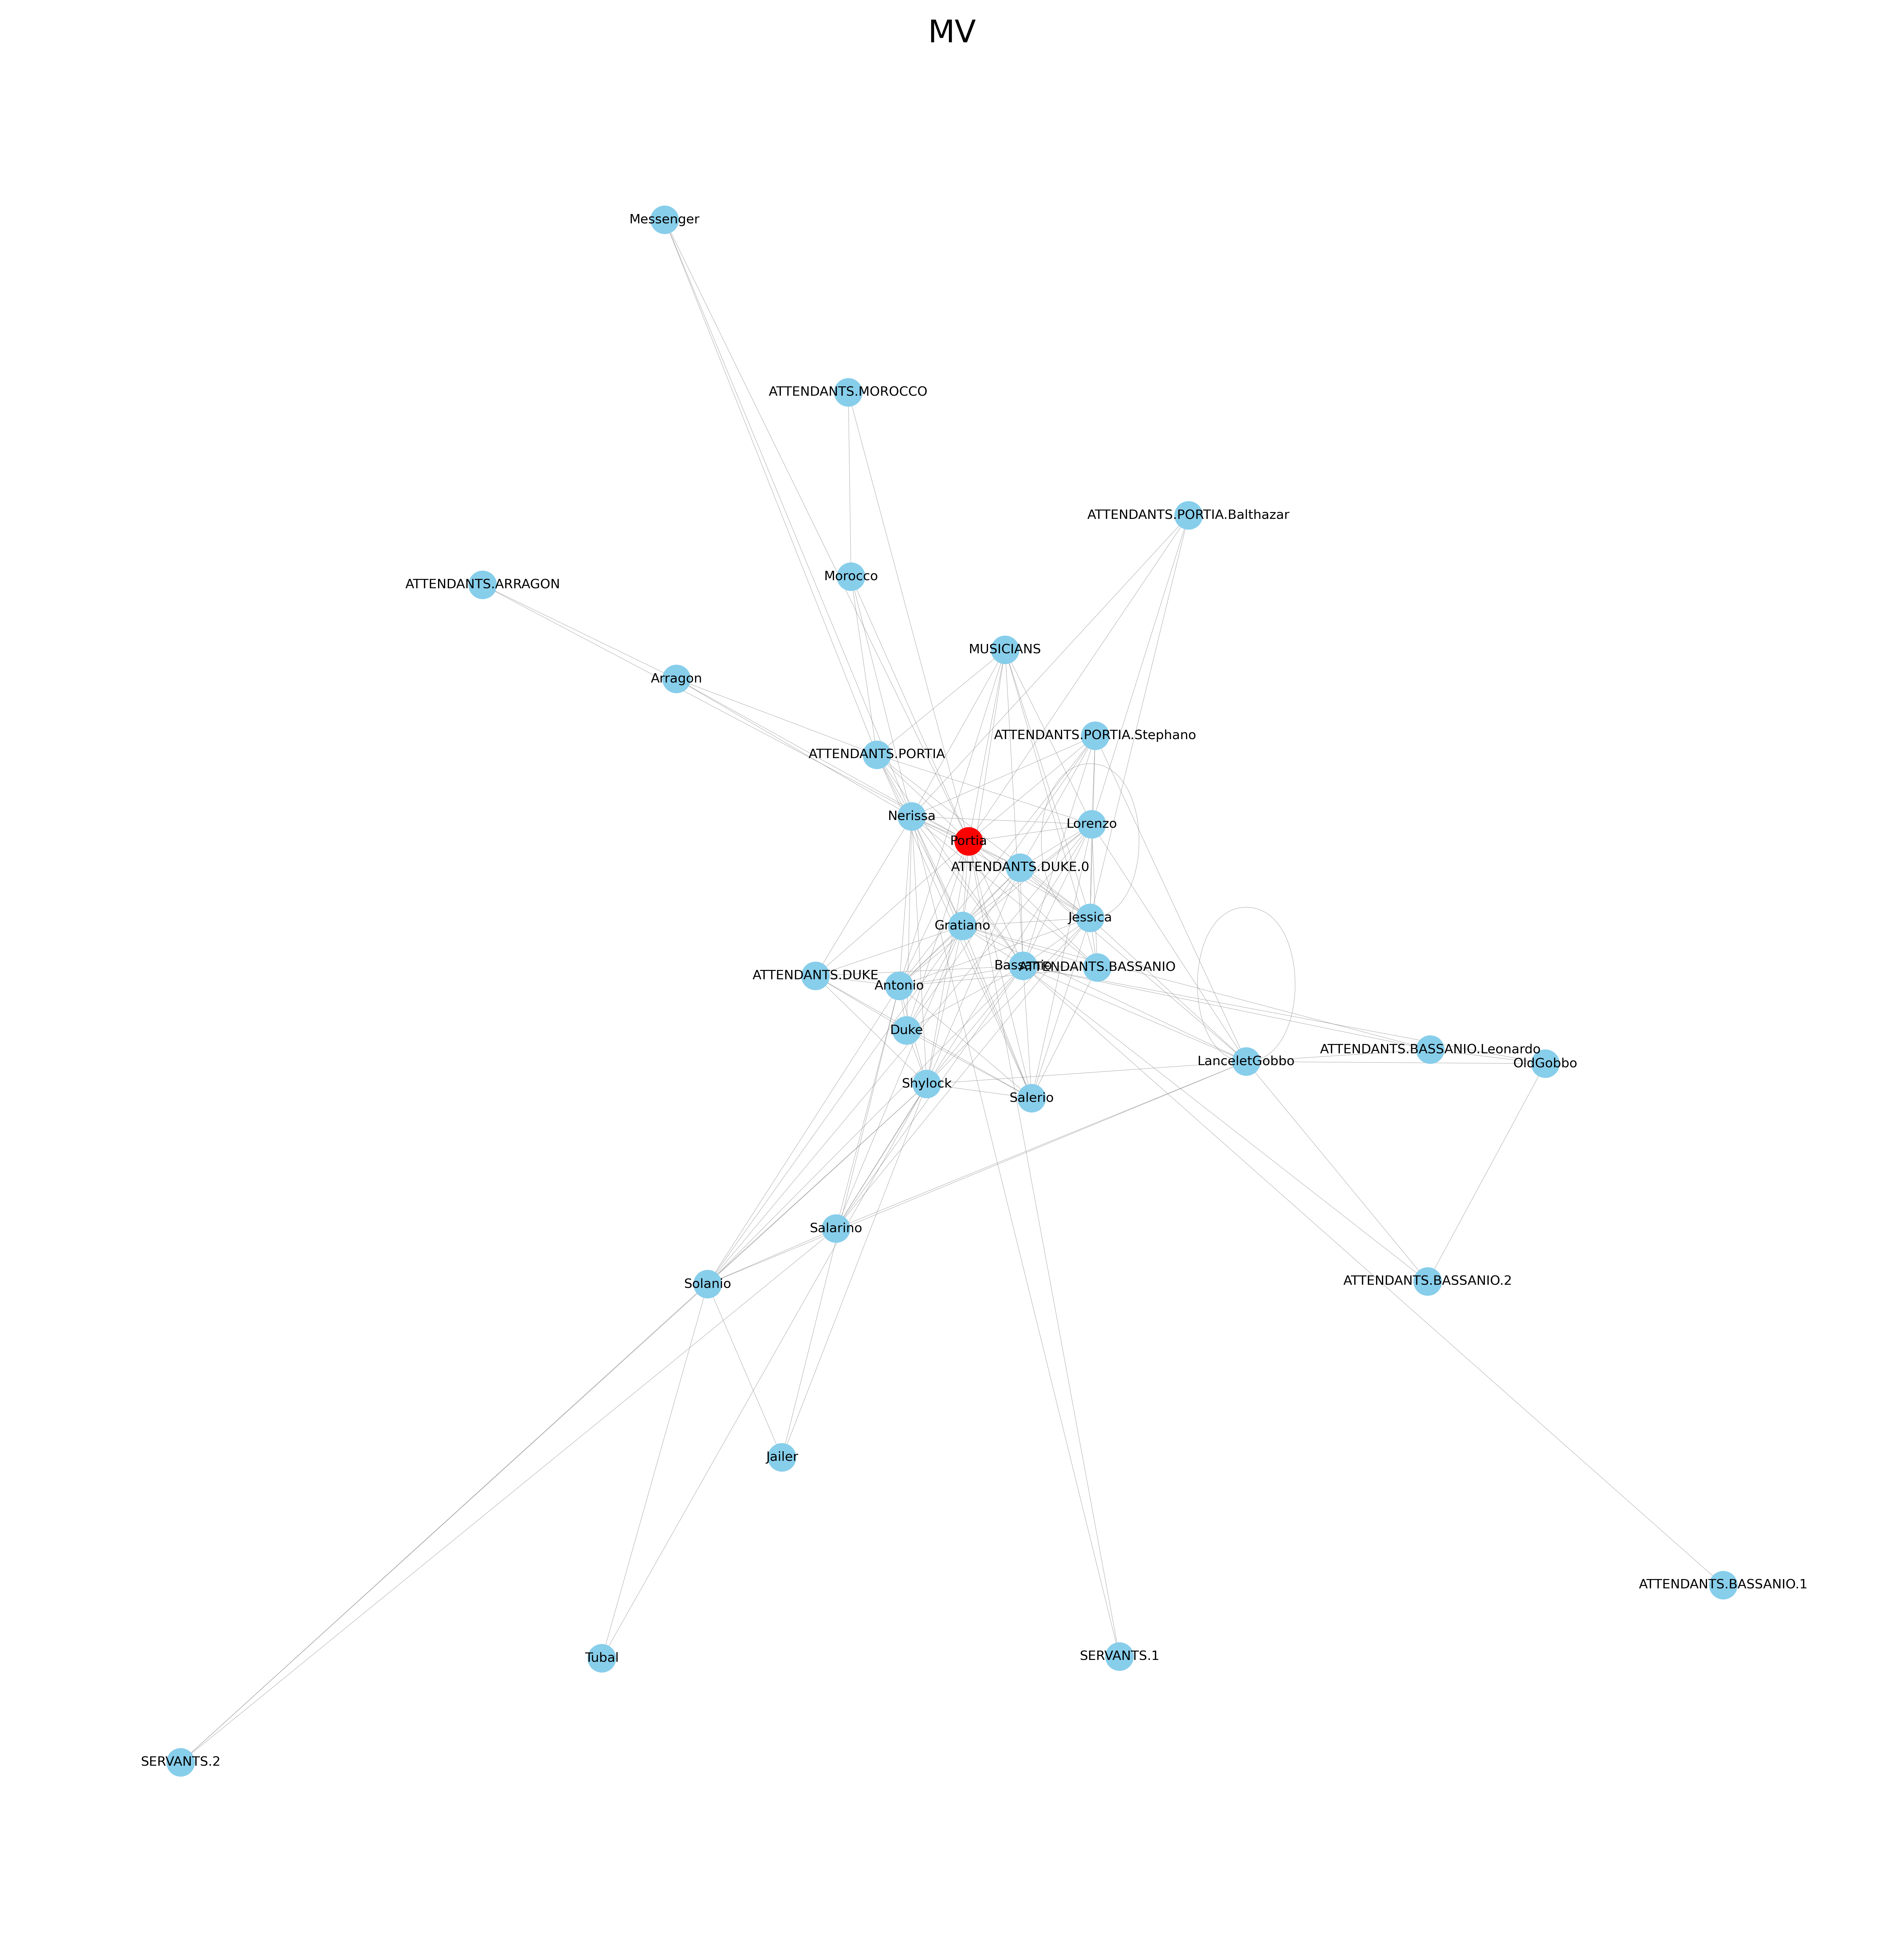 MV
Messenger
ATTENDANTS.MOROCCO
ATTENDANTS.PORTIA.Balthazar
Morocco
ATTENDANTS.ARRAGON
MUSICIANS
Arragon
ATTENDANTS.PORTIA.Stephano
ATTENDANTS.PORTIA
Nerissa
Lorenzo
Portia
ATTENDANTS.DUKE.0
Jessica
Gratiano
Bassanio
ATTENDANTS.BASSANIO
ATTENDANTS.DUKE
Antonio
Duke
ATTENDANTS.BASSANIO.Leonardo
LanceletGobbo
OldGobbo
Shylock
Salerio
Salarino
ATTENDANTS.BASSANIO.2
Solanio
Jailer
ATTENDANTS.BASSANIO.1
SERVANTS.1
Tubal
SERVANTS.2